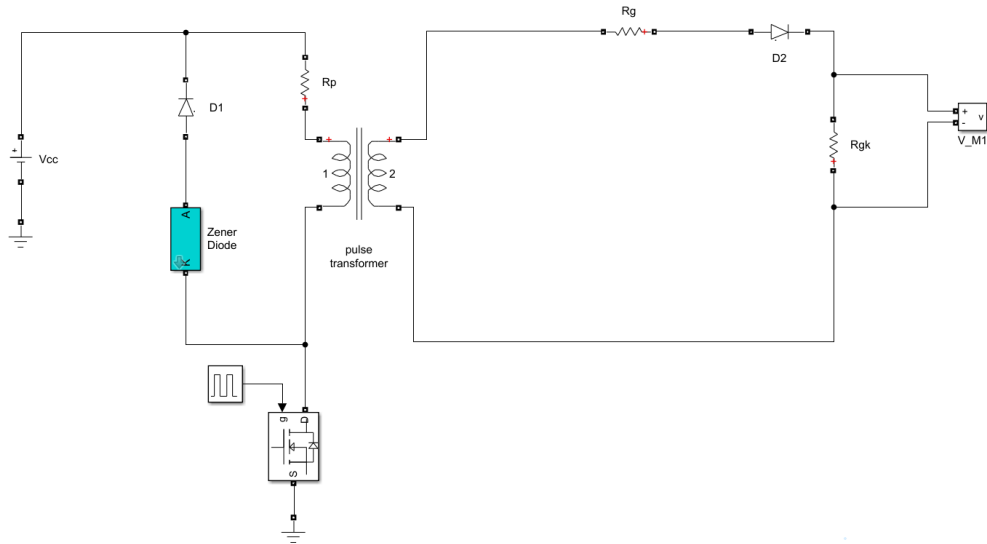 Rg
D2
Rp
D1
+
Vcc
+
-
v
V_M1
Rgk
1
2
A
K
Zener
Diode
pulse
transformer
g
D
S